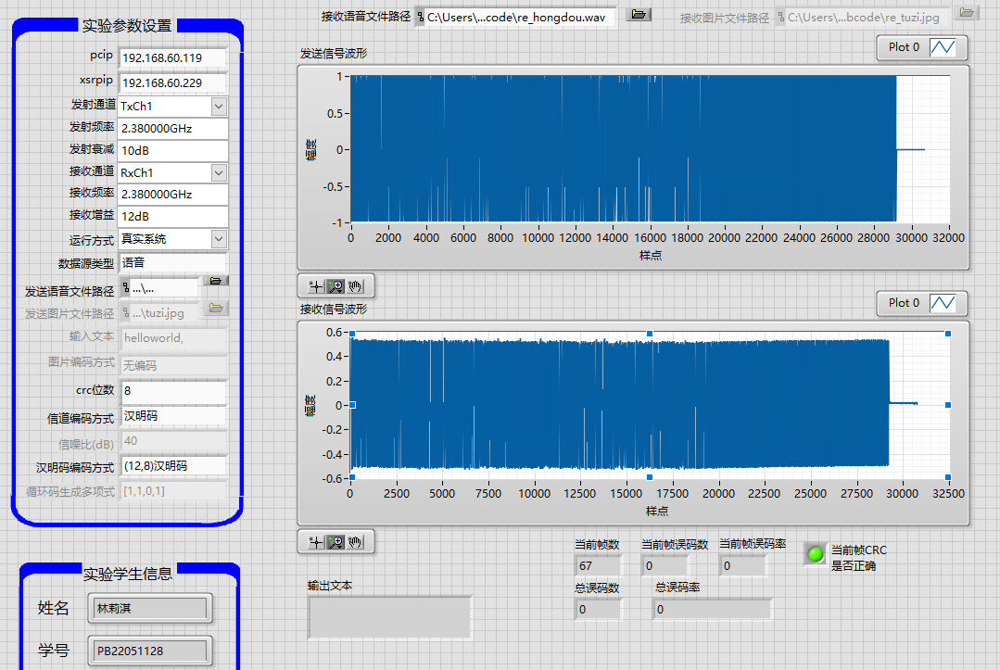 实验参数设置
pcip 192.168.60.119
xsrpip 192.168.60.229
发射通道 TxCh1
发射频率 2.380000GHz
发射衰减 10dB
接收通道 RxCh1
接收频率 2.380000GHz
接收增益 12dB
运行方式 真实系统
数据源类型 语音
发送语音文件路径 ...\...
发送图片文件路径 ...\tuzi.jpg
输入文本 helloworld,
图片编码方式 无编码
crc位数 8
信道编码方式 汉明码
信噪比(dB) 40
汉明码编码方式 (12,8)汉明码
循环码生成多项式 [1,1,0,1]
实验学生信息
姓名 林莉淇
学号 PB22051128
接收语音文件路径 C:\Users\...code\re_hongdou.wav
接收图片文件路径 C:\Users\...bcode\re_tuzi.jpg
发送信号波形
Plot 0
幅度
1
0.5
0
-0.5
-1
0 2000 4000 6000 8000 10000 12000 14000 16000 18000 20000 22000 24000 26000 28000 30000 32000
样点
接收信号波形
Plot 0
幅度
0.6
0.4
0.2
0
-0.2
-0.4
-0.6
0 2500 5000 7500 10000 12500 15000 17500 20000 22500 25000 27500 30000 32500
样点
输出文本
当前帧数 当前帧误码数 当前帧误码率
67 0 0
当前帧CRC
是否正确
总误码数 总误码率
0 0